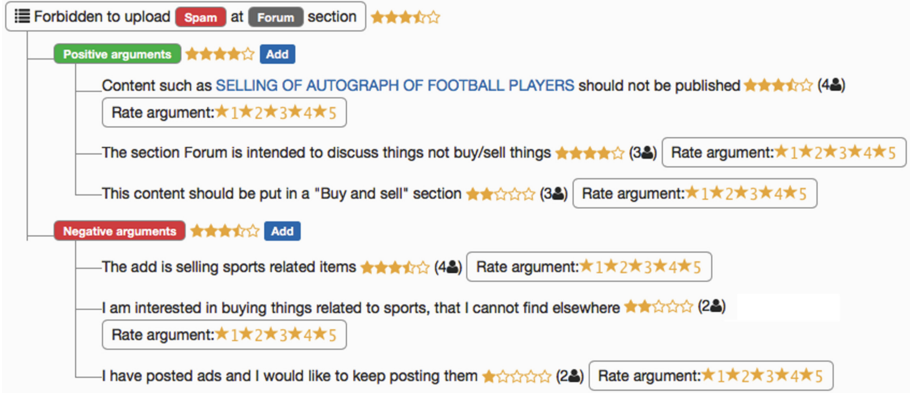 Forbidden to upload Spam at Forum section
Positive arguments Add
Content such as SELLING OF AUTOGRAPH OF FOOTBALL PLAYERS should not be published (4)
Rate argument: ★1★2★3★4★5
The section Forum is intended to discuss things not buy/sell things (3) Rate argument: ★1★2★3★4★5
This content should be put in a "Buy and sell" section (3) Rate argument: ★1★2★3★4★5
Negative arguments Add
The add is selling sports related items (4) Rate argument: ★1★2★3★4★5
I am interested in buying things related to sports, that I cannot find elsewhere (2)
Rate argument: ★1★2★3★4★5
I have posted ads and I would like to keep posting them (2) Rate argument: ★1★2★3★4★5